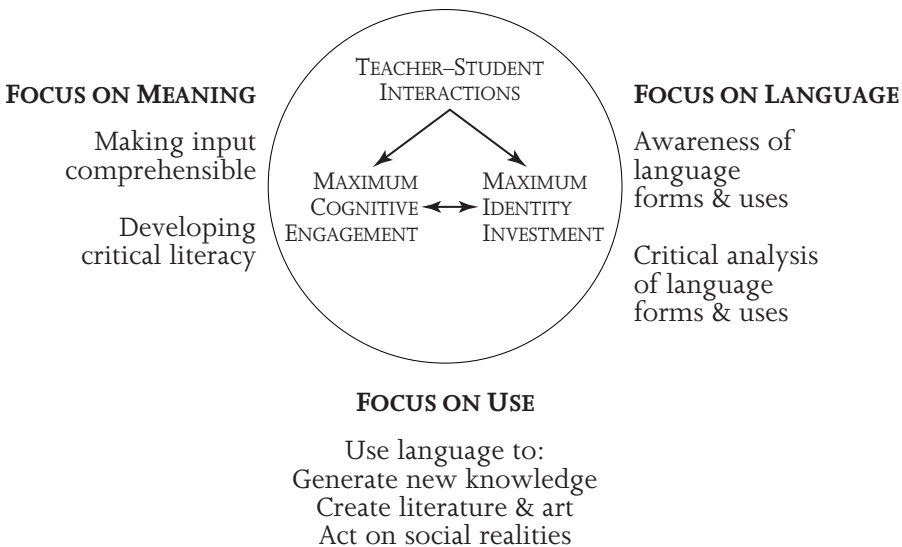 TEACHER–STUDENT
INTERACTIONS
FOCUS ON MEANING
Making input
comprehensible
Developing
critical literacy
MAXIMUM
COGNITIVE
ENGAGEMENT
MAXIMUM
IDENTITY
INVESTMENT
FOCUS ON LANGUAGE
Awareness of
language
forms & uses
Critical analysis
of language
forms & uses
FOCUS ON USE
Use language to:
Generate new knowledge
Create literature & art
Act on social realities